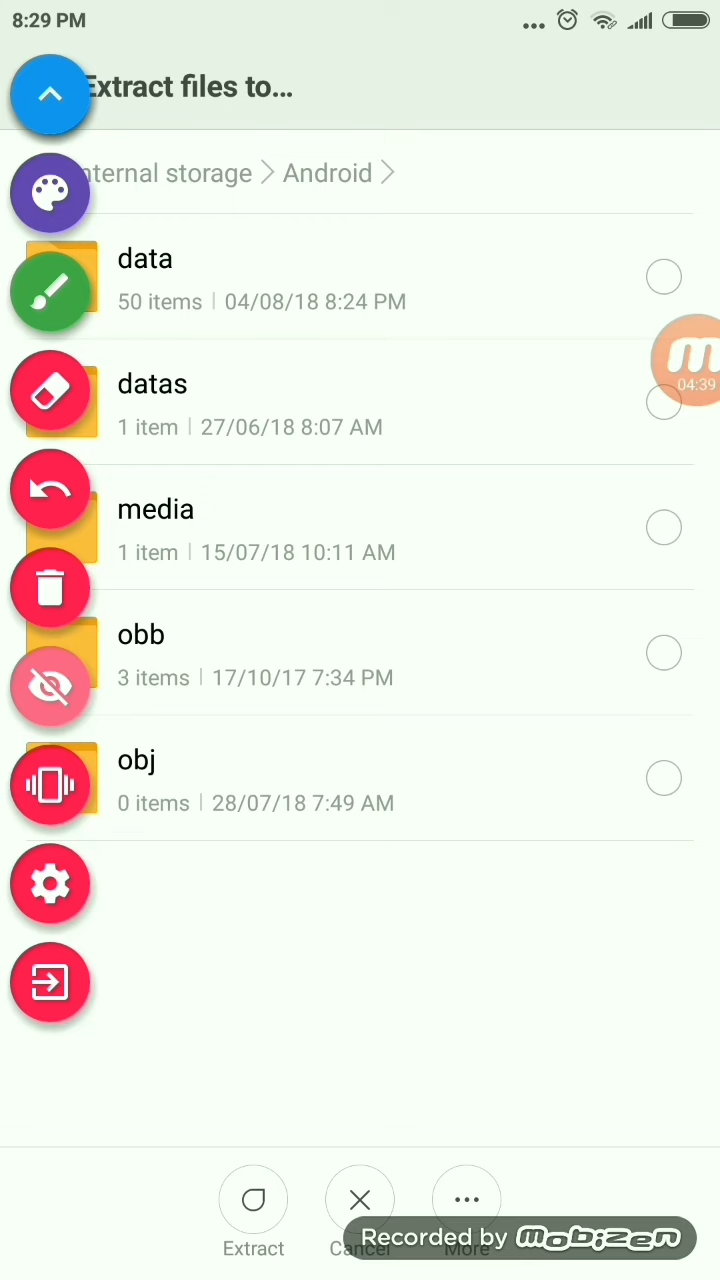 8:29 PM
Extract files to...
nternal storage > Android >
data
50 items | 04/08/18 8:24 PM
datas
04:39
1 item | 27/06/18 8:07 AM
media
1 item | 15/07/18 10:11 AM
obb
3 items | 17/10/17 7:34 PM
obj
0 items | 28/07/18 7:49 AM
Recorded by mobizen
Extract Cancel More